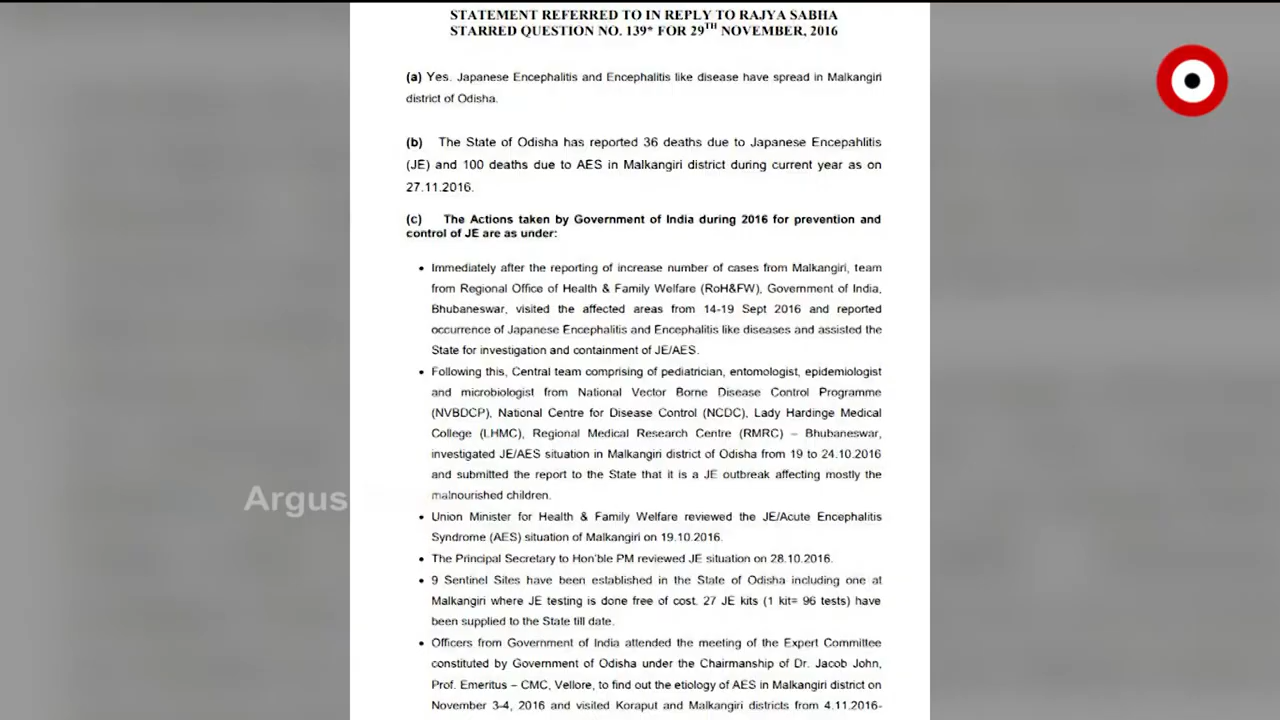 STATEMENT REFERRED TO IN REPLY TO RAJYA SABHA
STARRED QUESTION NO. 139* FOR 29TH NOVEMBER, 2016
(a) Yes. Japanese Encephalitis and Encephalitis like disease have spread in Malkangiri
district of Odisha.
(b) The State of Odisha has reported 36 deaths due to Japanese Encepahlitis
(JE) and 100 deaths due to AES in Malkangiri district during current year as on
27.11.2016.
(c) The Actions taken by Government of India during 2016 for prevention and
control of JE are as under:
• Immediately after the reporting of increase number of cases from Malkangiri, team
from Regional Office of Health & Family Welfare (RoH&FW), Government of India,
Bhubaneswar, visited the affected areas from 14-19 Sept 2016 and reported
occurrence of Japanese Encephalitis and Encephalitis like diseases and assisted the
State for investigation and containment of JE/AES.
• Following this, Central team comprising of pediatrician, entomologist, epidemiologist
and microbiologist from National Vector Borne Disease Control Programme
(NVBDCP), National Centre for Disease Control (NCDC), Lady Hardinge Medical
College (LHMC), Regional Medical Research Centre (RMRC) – Bhubaneswar,
investigated JE/AES situation in Malkangiri district of Odisha from 19 to 24.10.2016
and submitted the report to the State that it is a JE outbreak affecting mostly the
malnourished children.
Argus
• Union Minister for Health & Family Welfare reviewed the JE/Acute Encephalitis
Syndrome (AES) situation of Malkangiri on 19.10.2016.
• The Principal Secretary to Hon'ble PM reviewed JE situation on 28.10.2016.
• 9 Sentinel Sites have been established in the State of Odisha including one at
Malkangiri where JE testing is done free of cost. 27 JE kits (1 kit= 96 tests) have
been supplied to the State till date.
• Officers from Government of India attended the meeting of the Expert Committee
constituted by Government of Odisha under the Chairmanship of Dr. Jacob John,
Prof. Emeritus – CMC, Vellore, to find out the etiology of AES in Malkangiri district on
November 3-4, 2016 and visited Koraput and Malkangiri districts from 4.11.2016-